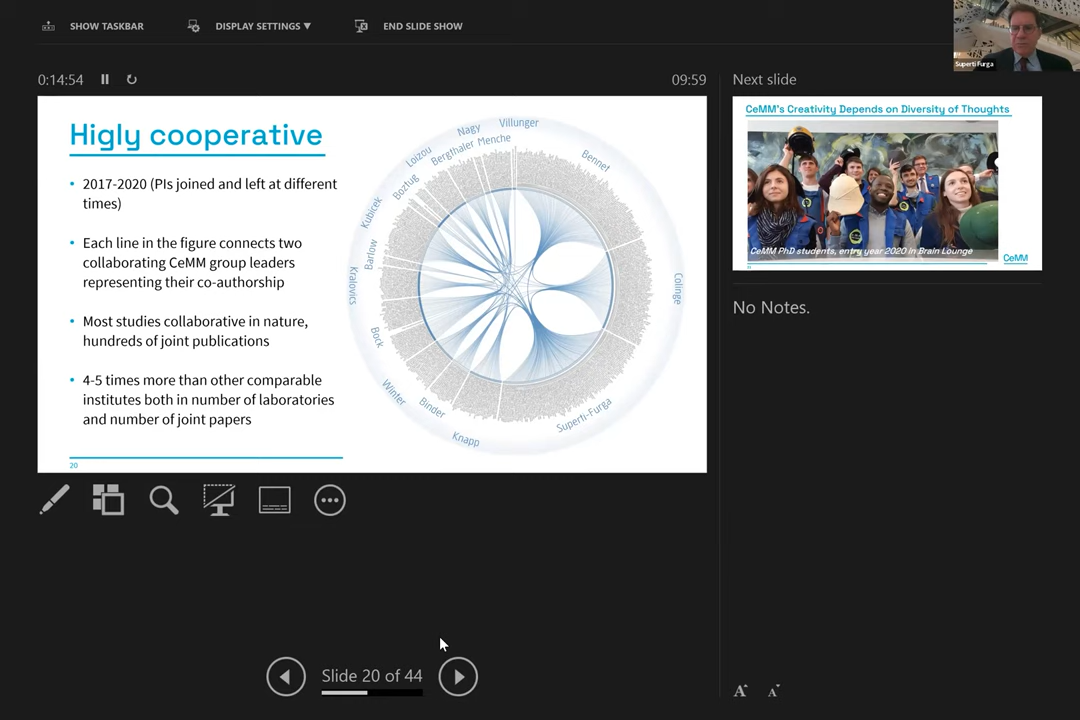 SHOW TASKBAR
DISPLAY SETTINGS ▼
END SLIDE SHOW
Superti Furga
0:14:54
09:59
Next slide
Higly cooperative
• 2017-2020 (PIs joined and left at different
times)
• Each line in the figure connects two
collaborating CeMM group leaders
representing their co-authorship
• Most studies collaborative in nature,
hundreds of joint publications
• 4-5 times more than other comparable
institutes both in number of laboratories
and number of joint papers
20
Villunger
Bennet
Colinge
Superti-Furga
Knapp
Binder
Winter
Bock
Kralovics
Barlow
Kubicek
Boztug
Loizou
Bergthaler
Nagy
Menche
CeMM's Creativity Depends on Diversity of Thoughts
CeMM PhD students, entry year 2020 in Brain Lounge
CeMM
No Notes.
Slide 20 of 44
A A